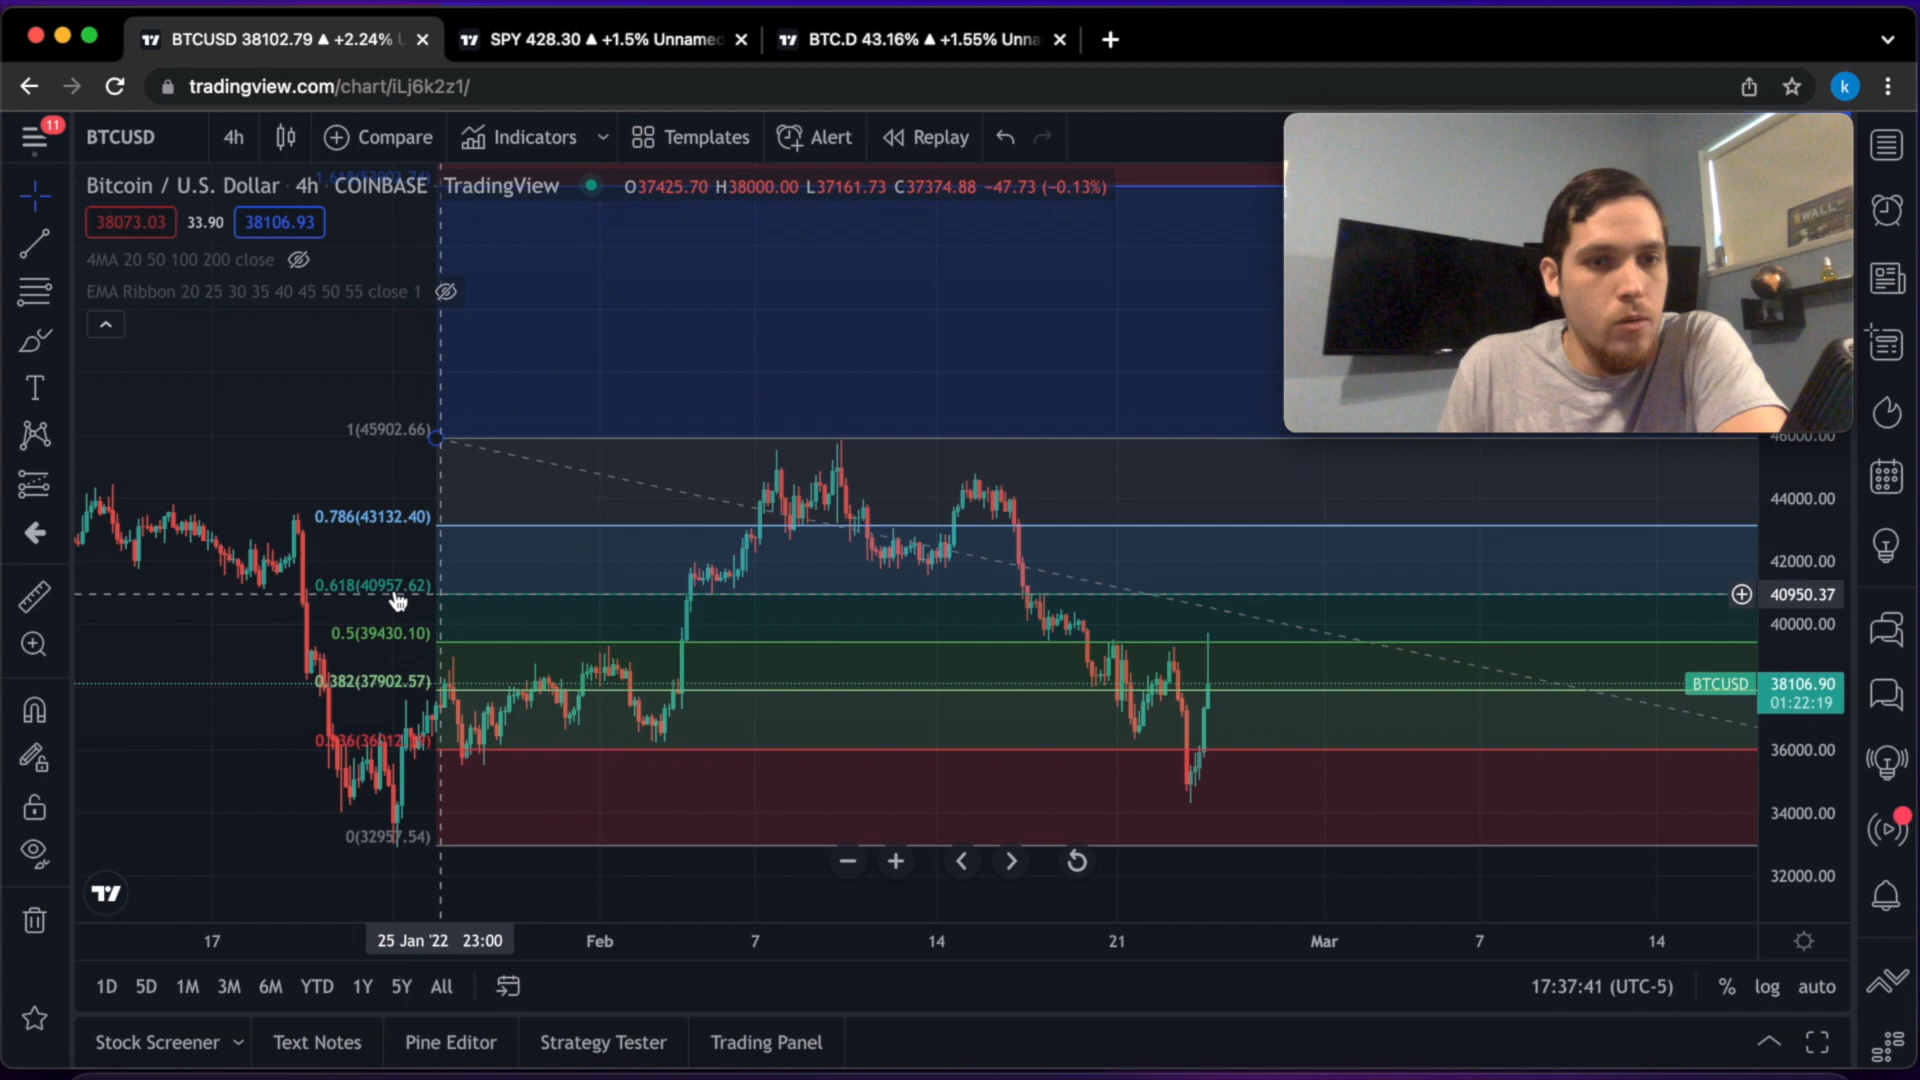 BTCUSD 38102.79 ▲ +2.24%
SPY 428.30 ▲ +1.5% Unnamed
BTC.D 43.16% ▲ +1.55% Unna
tradingview.com/chart/iLj6k2z1/
k
11
BTCUSD 4h Compare Indicators Templates Alert Replay
Bitcoin / U.S. Dollar · 4h · COINBASE · TradingView O37425.70 H38000.00 L37161.73 C37374.88 −47.73 (−0.13%)
38073.03 33.90 38106.93
4MA 20 50 100 200 close
EMA Ribbon 20 25 30 35 40 45 50 55 close 1
WALL
1(45902.66)
0.786(43132.40)
0.618(40957.62)
0.5(39430.10)
0.382(37902.57)
0(32957.54)
46000.00
44000.00
42000.00
40950.37
40000.00
BTCUSD 38106.90
01:22:19
36000.00
34000.00
32000.00
17 25 Jan '22 23:00 Feb 7 14 21 Mar 7 14
1D 5D 1M 3M 6M YTD 1Y 5Y All 17:37:41 (UTC-5) % log auto
Stock Screener Text Notes Pine Editor Strategy Tester Trading Panel